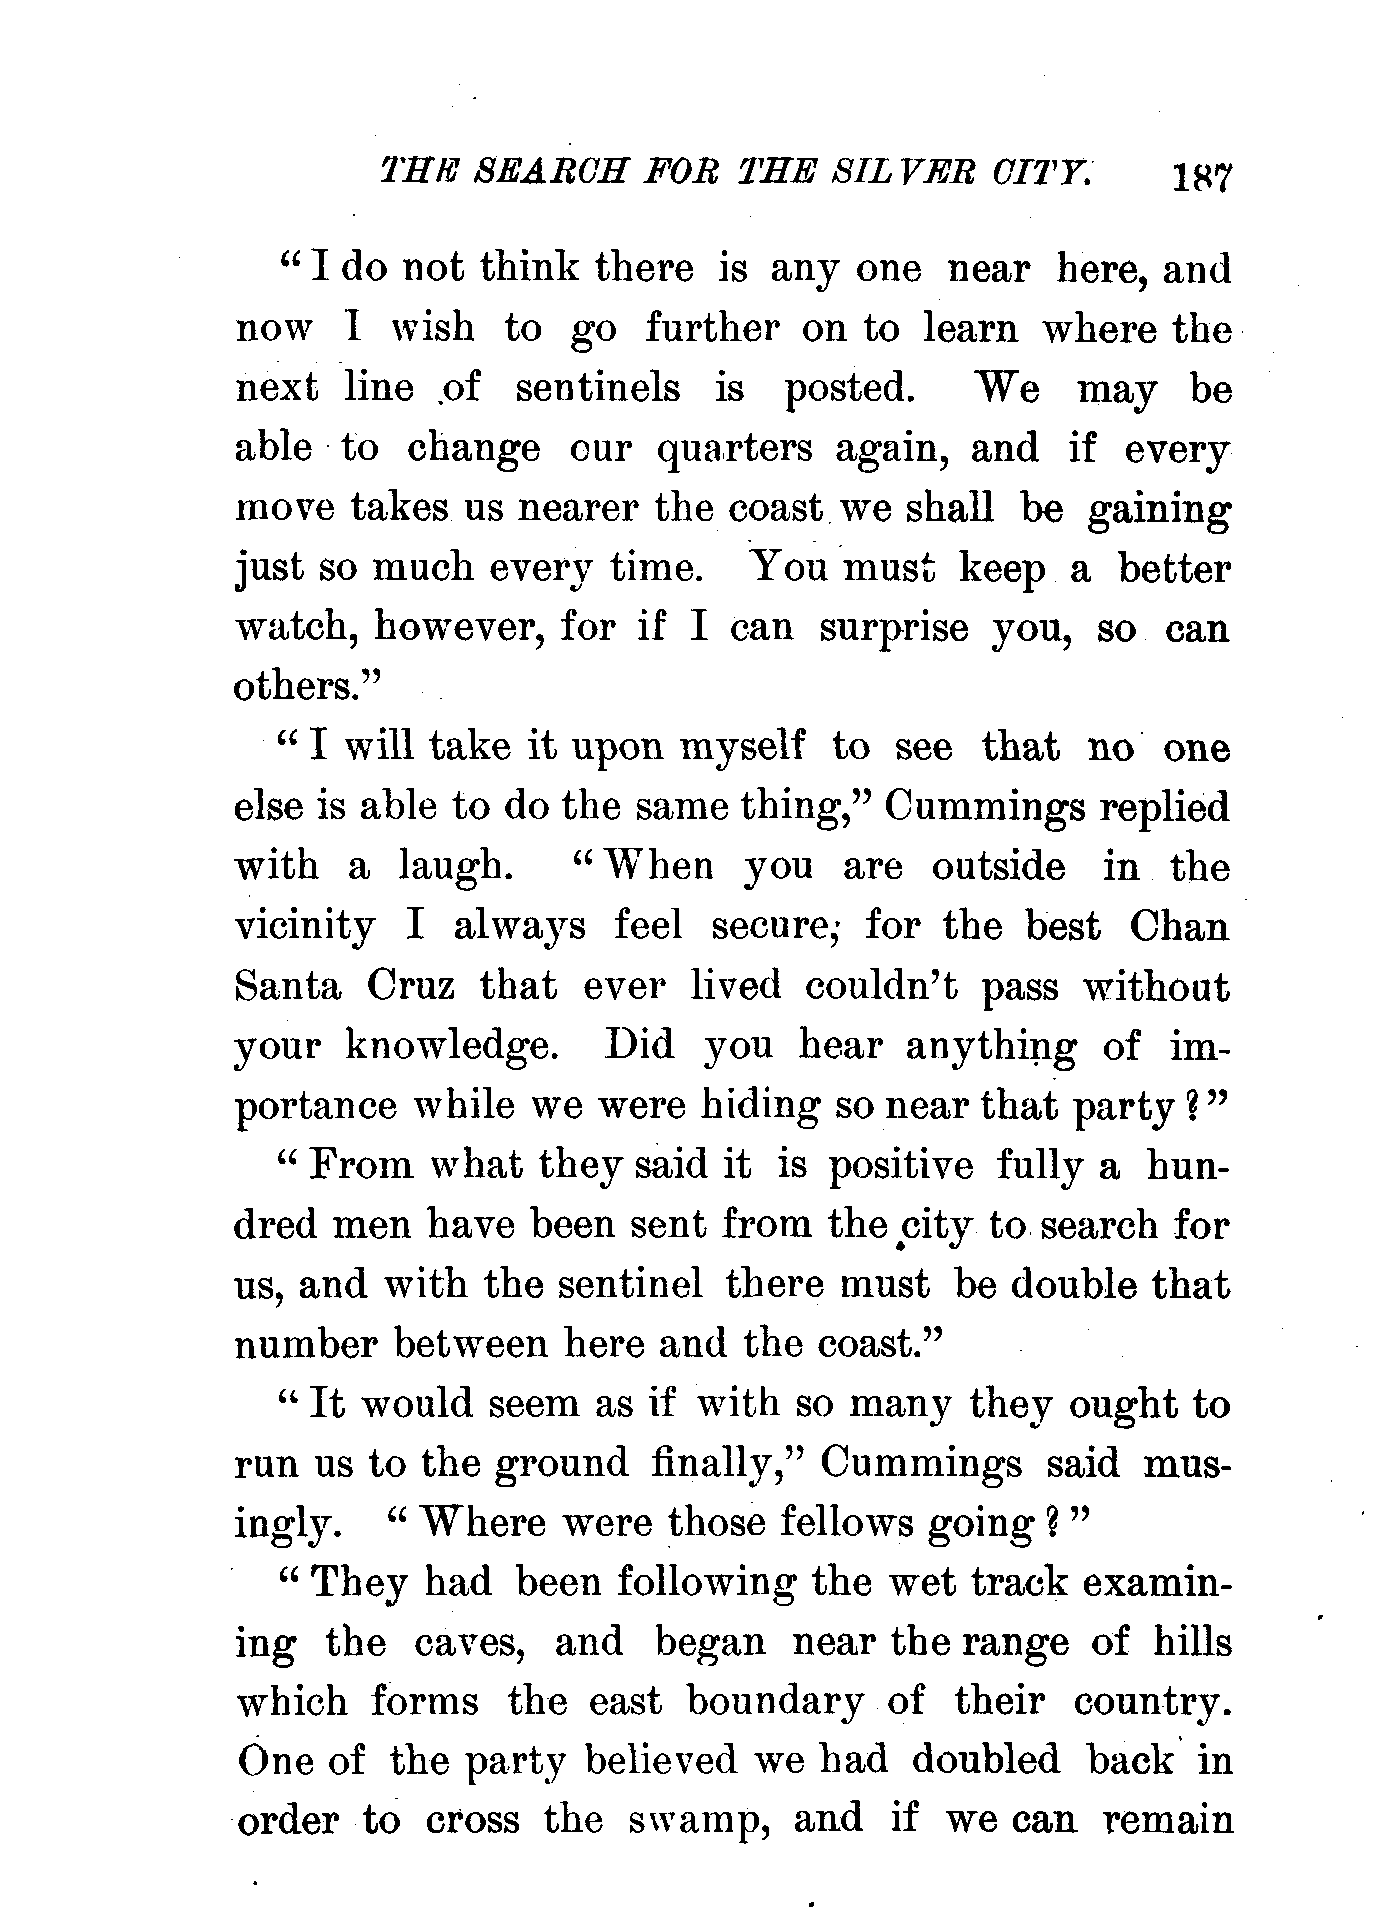 THE SEARCH FOR THE SILVER CITY. 187
“I do not think there is any one near here, and
now I wish to go further on to learn where the
next line of sentinels is posted. We may be
able to change our quarters again, and if every
move takes us nearer the coast we shall be gaining
just so much every time. You must keep a better
watch, however, for if I can surprise you, so can
others.”
“I will take it upon myself to see that no one
else is able to do the same thing,” Cummings replied
with a laugh. “When you are outside in the
vicinity I always feel secure, for the best Chan
Santa Cruz that ever lived couldn’t pass without
your knowledge. Did you hear anything of im-
portance while we were hiding so near that party?”
“From what they said it is positive fully a hun-
dred men have been sent from the city to search for
us, and with the sentinel there must be double that
number between here and the coast.”
“It would seem as if with so many they ought to
run us to the ground finally,” Cummings said mus-
ingly. “Where were those fellows going?”
“They had been following the wet track examin-
ing the caves, and began near the range of hills
which forms the east boundary of their country.
One of the party believed we had doubled back in
order to cross the swamp, and if we can remain